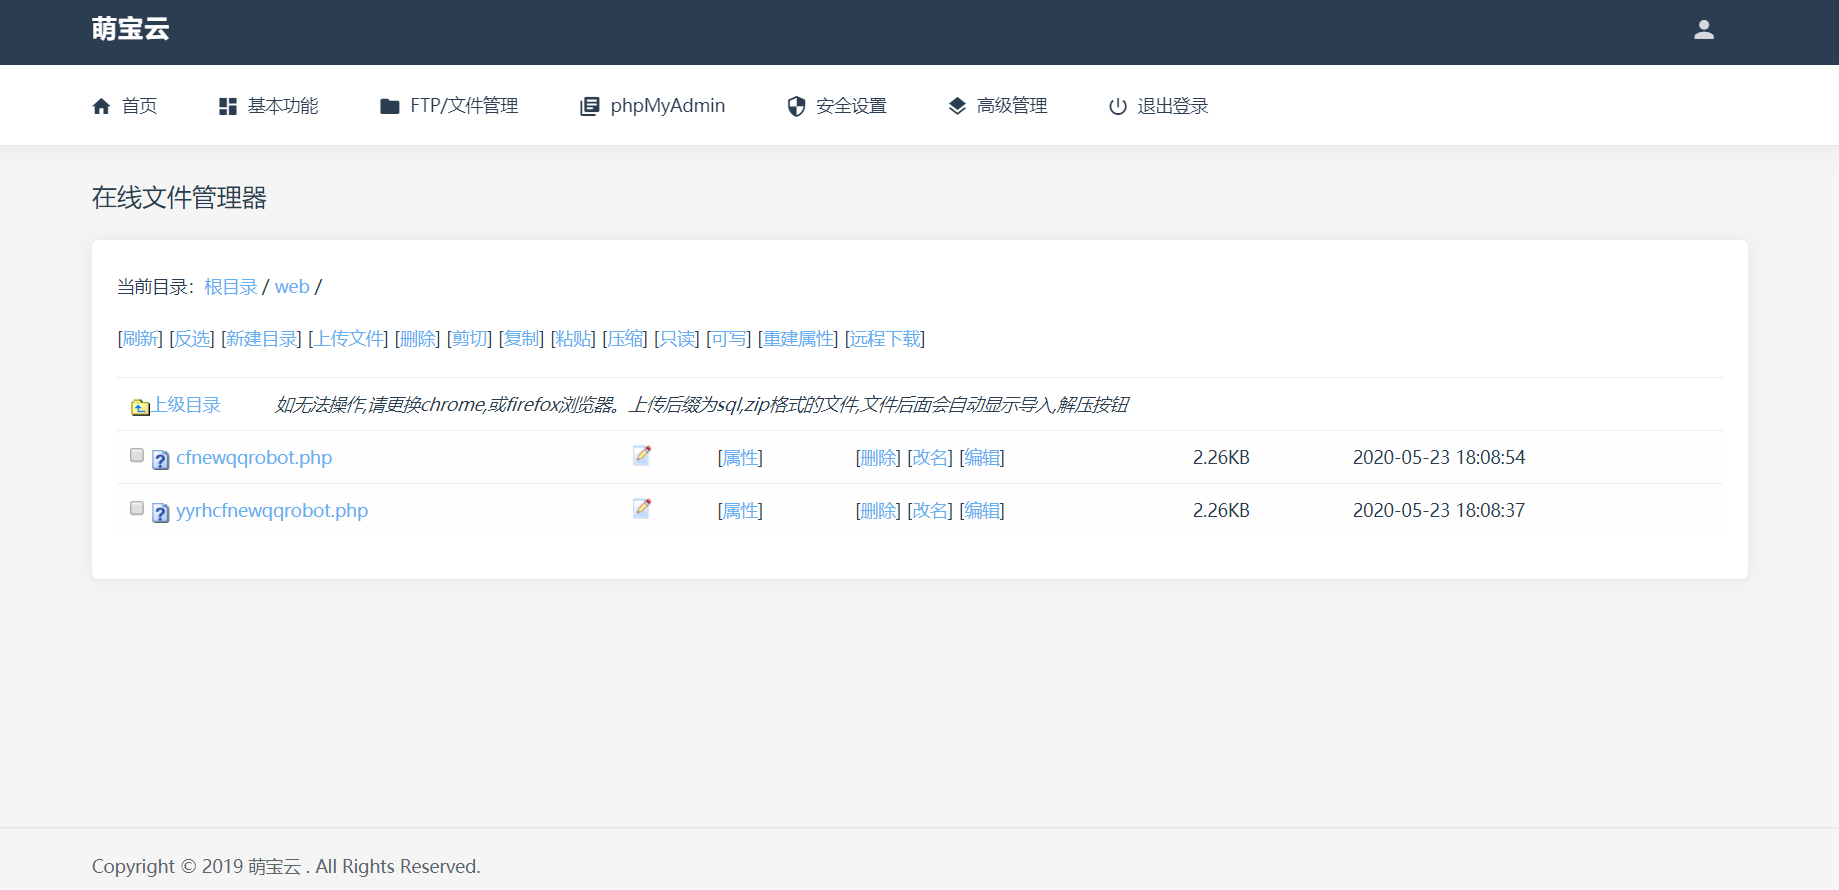 萌宝云
首页 基本功能 FTP/文件管理 phpMyAdmin 安全设置 高级管理 退出登录
在线文件管理器
当前目录：根目录 / web /
[刷新] [反选] [新建目录] [上传文件] [删除] [剪切] [复制] [粘贴] [压缩] [只读] [可写] [重建属性] [远程下载]
上级目录 如无法操作,请更换chrome,或firefox浏览器。上传后缀为sql,zip格式的文件,文件后面会自动显示导入,解压按钮
cfnewqqrobot.php [属性] [删除] [改名] [编辑] 2.26KB 2020-05-23 18:08:54
yyrhcfnewqqrobot.php [属性] [删除] [改名] [编辑] 2.26KB 2020-05-23 18:08:37
Copyright © 2019 萌宝云 . All Rights Reserved.